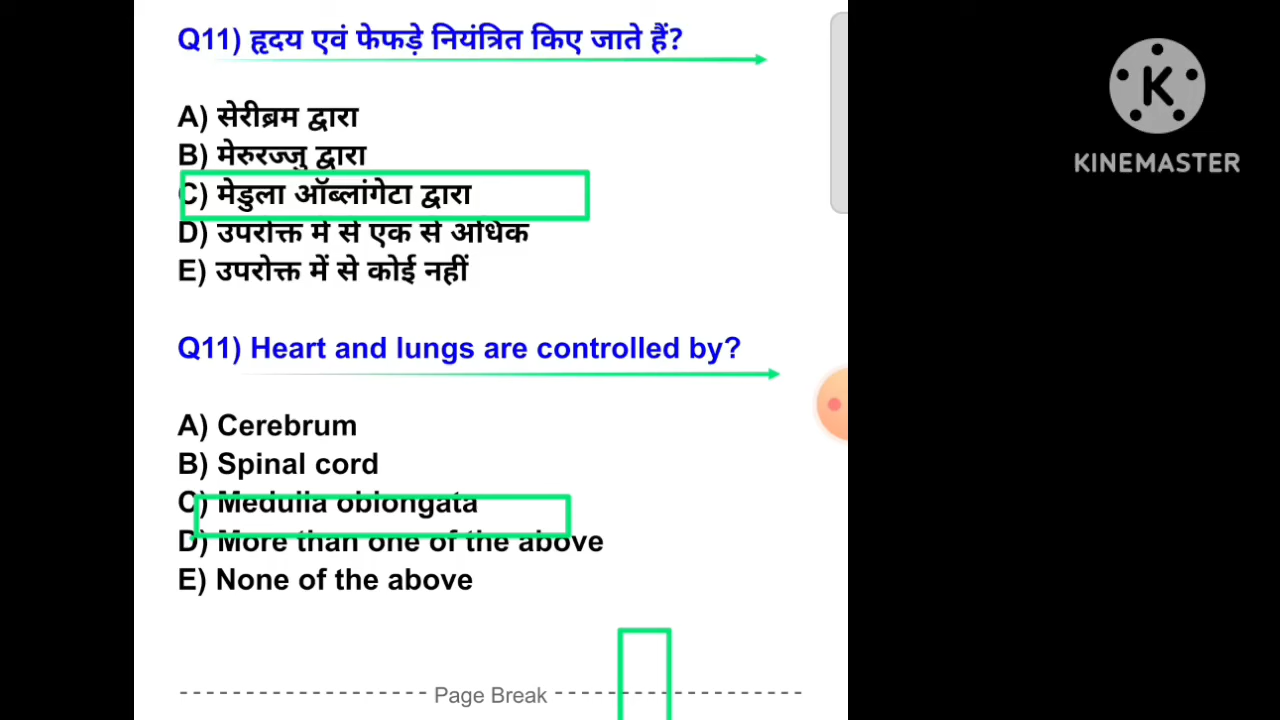 Q11) हृदय एवं फेफड़े नियंत्रित किए जाते हैं?
A) सेरीब्रम द्वारा
B) मेरुरज्जु द्वारा
C) मेडुला ऑब्लांगेटा द्वारा
D) उपरोक्त में से एक से अधिक
E) उपरोक्त में से कोई नहीं
Q11) Heart and lungs are controlled by?
A) Cerebrum
B) Spinal cord
C) Medulla oblongata
D) More than one of the above
E) None of the above
Page Break
K
KINEMASTER